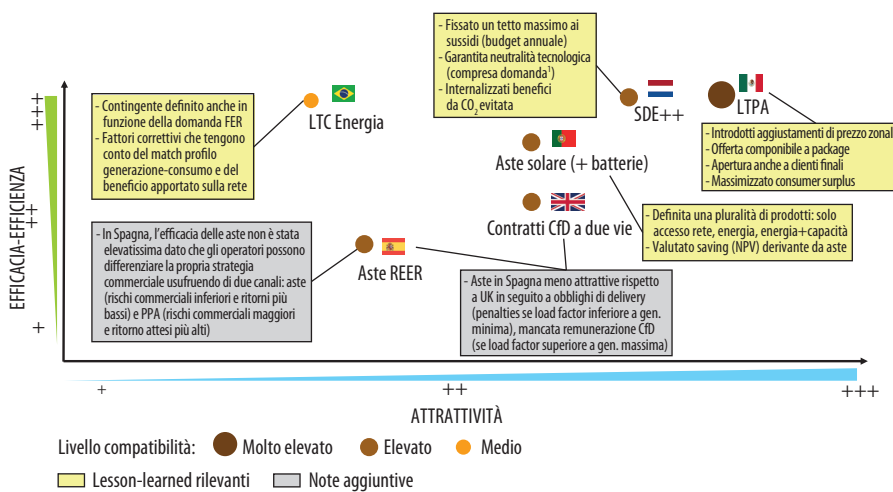 EFFICACIA-EFFICIENZA
+++
++
+
- Contingente definito anche in
funzione della domanda FER
- Fattori correttivi che tengono
conto del match profilo
generazione-consumo e del
beneficio apportato sulla rete
LTC Energia
- Fissato un tetto massimo ai
sussidi (budget annuale)
- Garantita neutralità tecnologica
(compresa domanda¹)
- Internalizzati benefici
da CO₂ evitata
SDE++
LTPA
- Introdotti aggiustamenti di prezzo zonali
- Offerta componibile a package
- Apertura anche a clienti finali
- Massimizzato consumer surplus
Aste solare (+ batterie)
- Definita una pluralità di prodotti: solo
accesso rete, energia, energia+capacità
- Valutato saving (NPV) derivante da aste
Contratti CfD a due vie
- In Spagna, l'efficacia delle aste non è stata
elevatissima dato che gli operatori possono
differenziare la propria strategia
commerciale usufruendo di due canali: aste
(rischi commerciali inferiori e ritorni più
bassi) e PPA (rischi commerciali maggiori
e ritorno attesi più alti)
Aste REER
- Aste in Spagna meno attrattive rispetto
a UK in seguito a obblighi di delivery
(penalties se load factor inferiore a gen.
minima), mancata remunerazione CfD
(se load factor superiore a gen. massima)
+
++
+++
ATTRATTIVITÀ
Livello compatibilità:
Molto elevato
Elevato
Medio
Lesson-learned rilevanti
Note aggiuntive